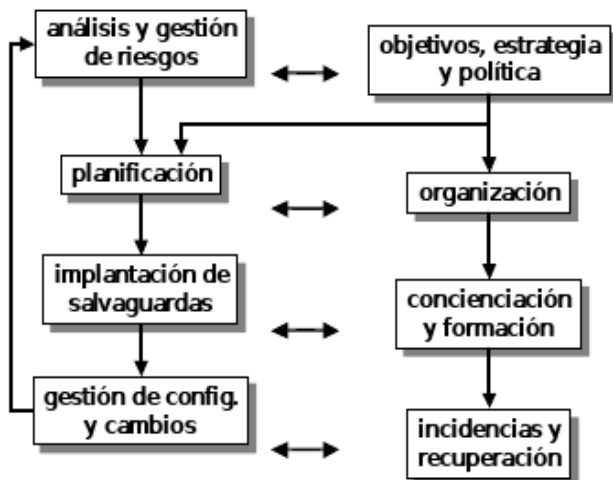 análisis y gestión
de riesgos
objetivos, estrategia
y política
planificación
organización
implantación de
salvaguardas
concienciación
y formación
gestión de config.
y cambios
incidencias y
recuperación